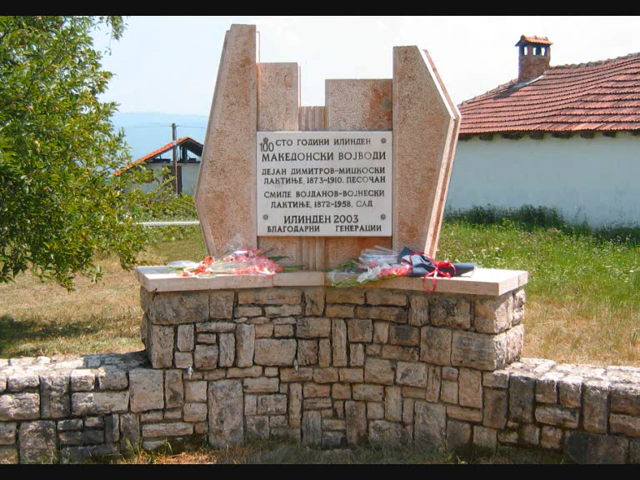 100 СТО ГОДИНИ ИЛИНДЕН
МАКЕДОНСКИ ВОЈВОДИ
ДЕЈАН ДИМИТРОВ-МИЦКОСКИ
ЛАКТИЊЕ, 1873-1910. ПЕСОЧАН
СМИЛЕ ВОЈДАНОВ-ВОЈНЕСКИ
ЛАКТИЊЕ, 1872-1958, САД
ИЛИНДЕН 2003
БЛАГОДАРНИ ГЕНЕРАЦИИ